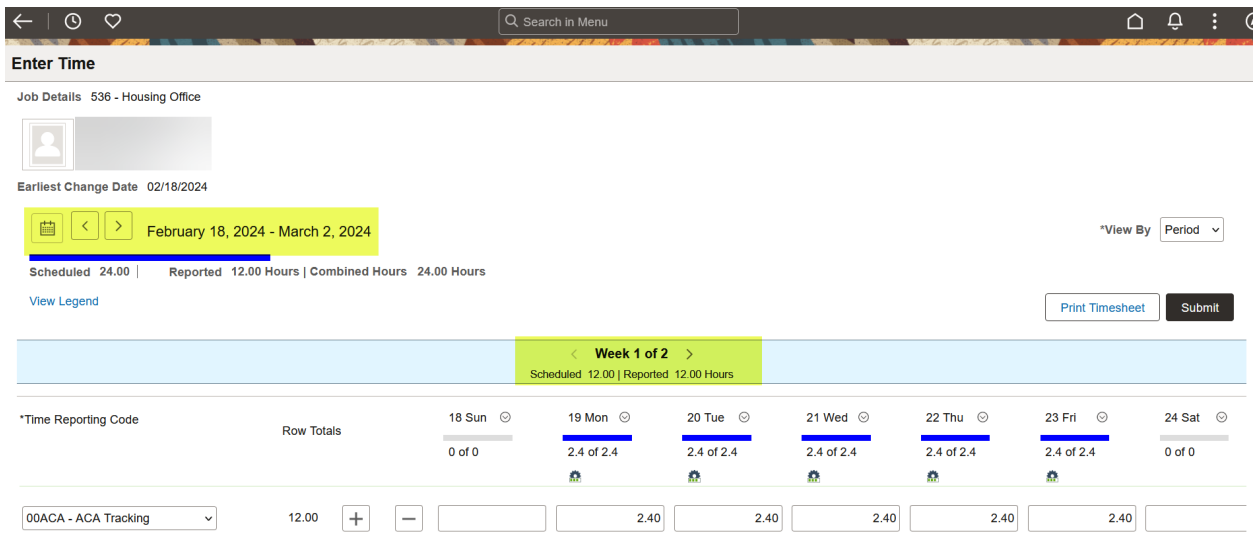 Search in Menu
Enter Time
Job Details 536 - Housing Office
Earliest Change Date 02/18/2024
February 18, 2024 - March 2, 2024
*View By Period
Scheduled 24.00 | Reported 12.00 Hours | Combined Hours 24.00 Hours
View Legend
Print Timesheet Submit
Week 1 of 2
Scheduled 12.00 | Reported 12.00 Hours
*Time Reporting Code Row Totals 18 Sun 19 Mon 20 Tue 21 Wed 22 Thu 23 Fri 24 Sat
0 of 0 2.4 of 2.4 2.4 of 2.4 2.4 of 2.4 2.4 of 2.4 2.4 of 2.4 0 of 0
00ACA - ACA Tracking 12.00 2.40 2.40 2.40 2.40 2.40